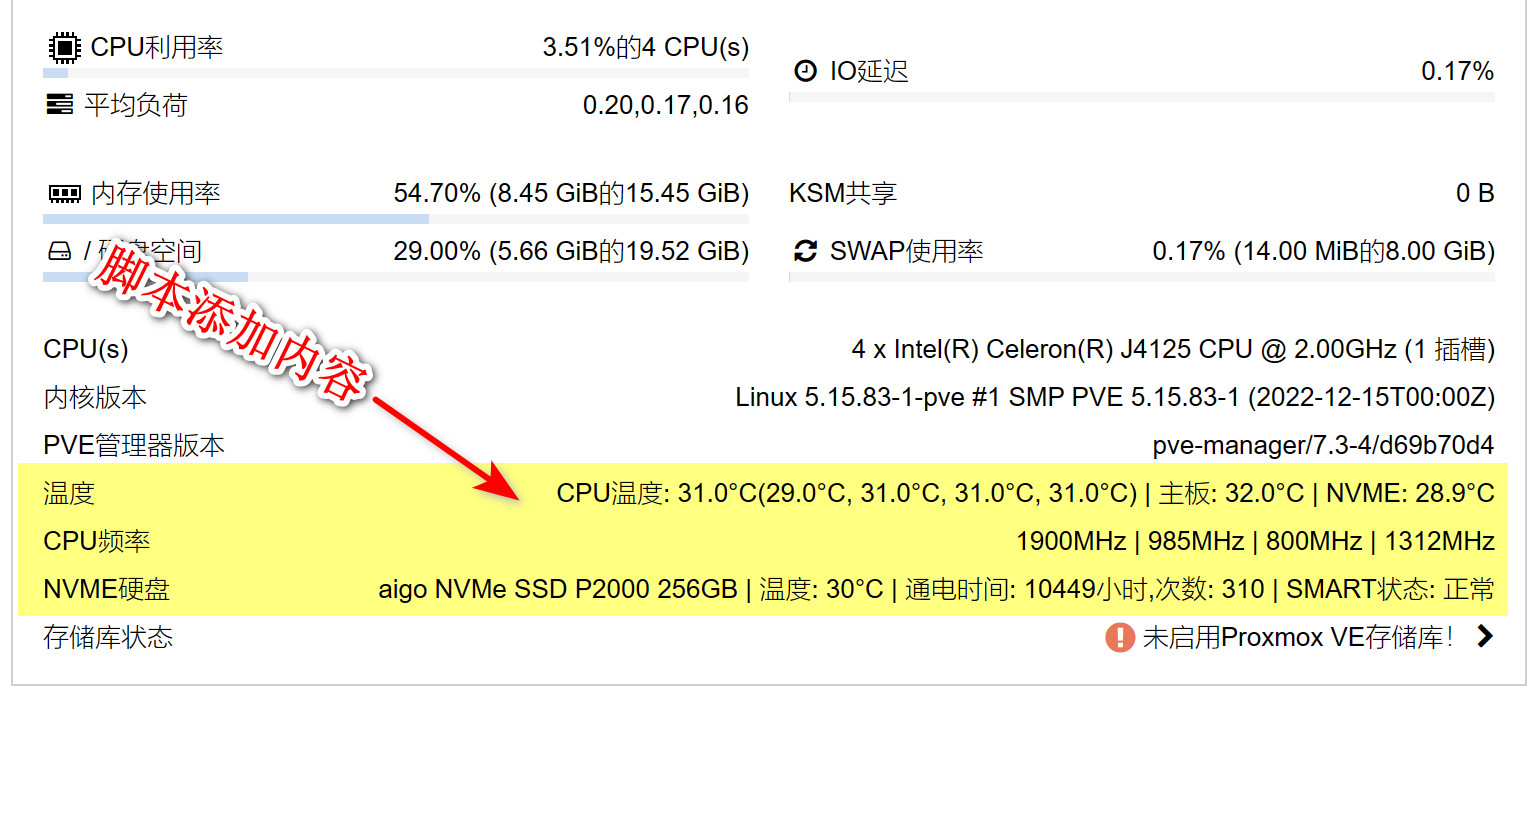 CPU利用率 3.51%的4 CPU(s)
IO延迟 0.17%
平均负荷 0.20,0.17,0.16
内存使用率 54.70% (8.45 GiB的15.45 GiB)
KSM共享 0 B
/ 硬盘空间 29.00% (5.66 GiB的19.52 GiB)
SWAP使用率 0.17% (14.00 MiB的8.00 GiB)
脚本添加内容
CPU(s) 4 x Intel(R) Celeron(R) J4125 CPU @ 2.00GHz (1 插槽)
内核版本 Linux 5.15.83-1-pve #1 SMP PVE 5.15.83-1 (2022-12-15T00:00Z)
PVE管理器版本 pve-manager/7.3-4/d69b70d4
温度 CPU温度: 31.0°C(29.0°C, 31.0°C, 31.0°C, 31.0°C) | 主板: 32.0°C | NVME: 28.9°C
CPU频率 1900MHz | 985MHz | 800MHz | 1312MHz
NVME硬盘 aigo NVMe SSD P2000 256GB | 温度: 30°C | 通电时间: 10449小时,次数: 310 | SMART状态: 正常
存储库状态 未启用Proxmox VE存储库!